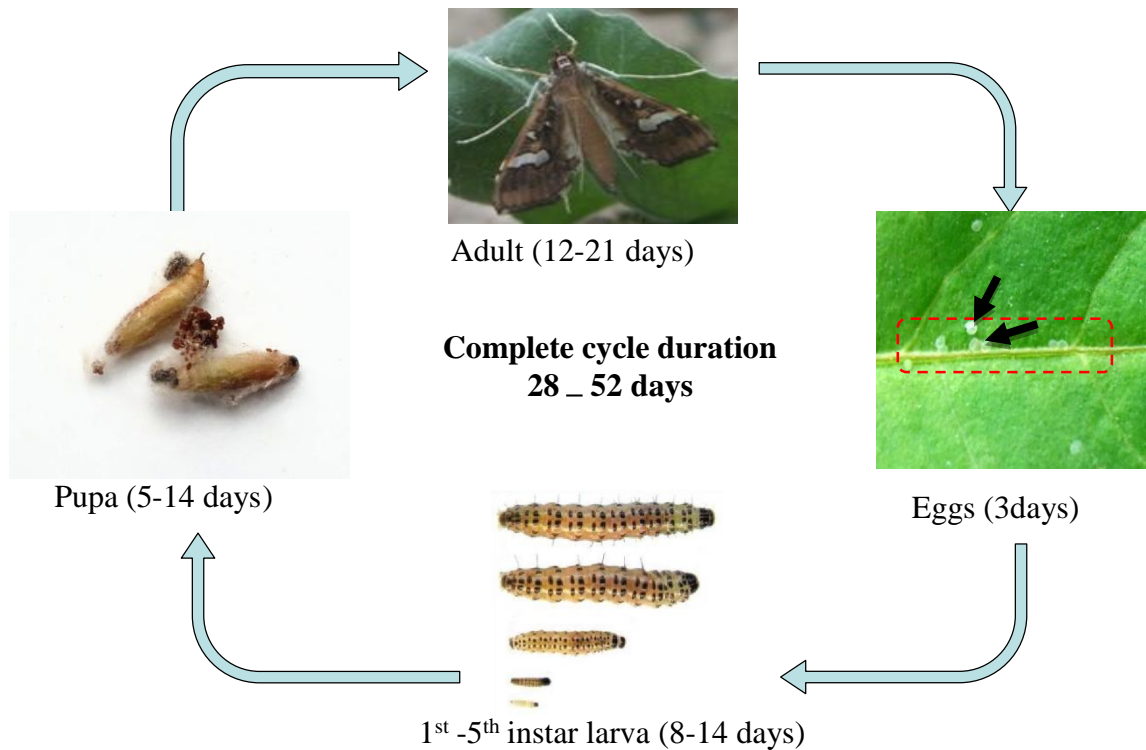 Adult (12-21 days)
Complete cycle duration
28 _ 52 days
Pupa (5-14 days)
Eggs (3days)
1st -5th instar larva (8-14 days)